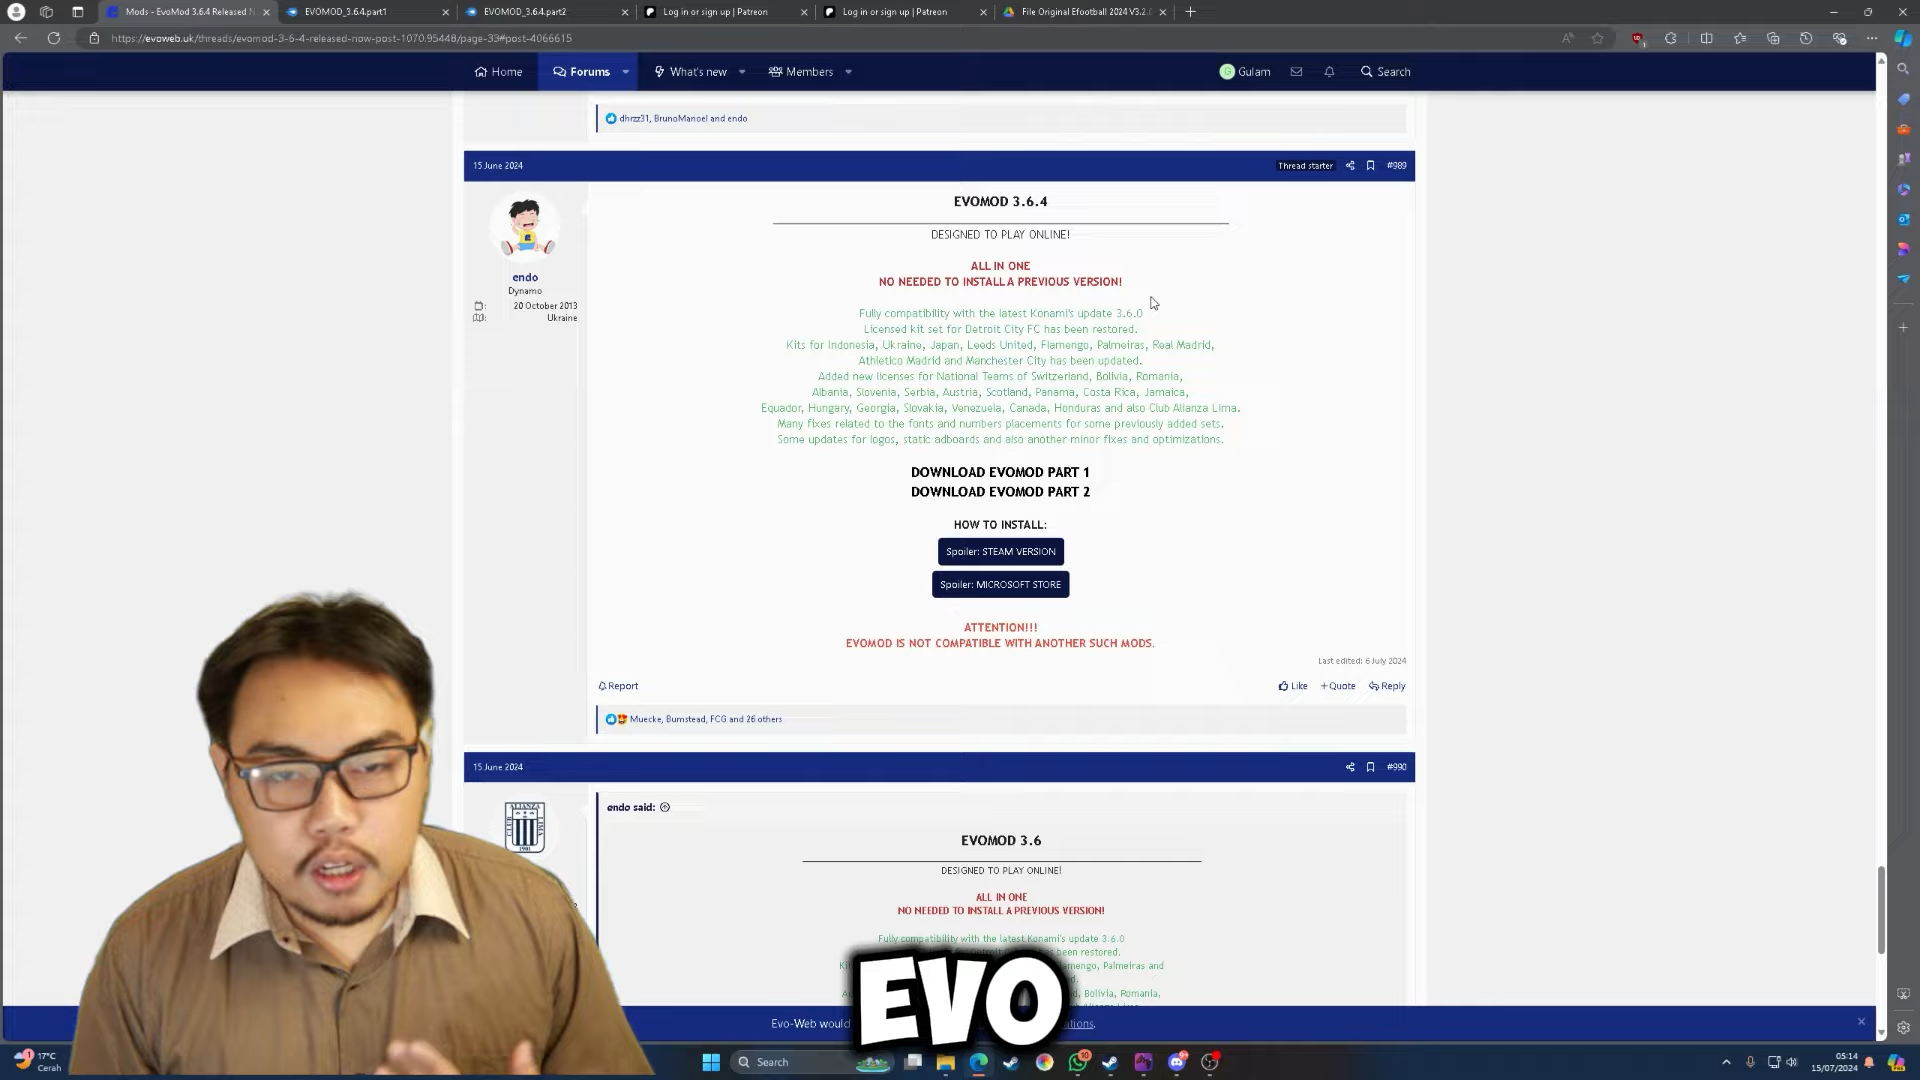 Mods - EvoMod 3.6.4 Released N
EVOMOD_3.6.4.part1
EVOMOD_3.6.4.part2
Log in or sign up | Patreon
Log in or sign up | Patreon
File Original Efootball 2024 V3.2.
https://evoweb.uk/threads/evomod-3-6-4-released-now-post-1070.95448/page-33#post-4066615
Home
Forums
What's new
Members
Gulam
Search
dhrzz31, BrunoManoel and endo
15 June 2024
Thread starter
#989
endo
Dynamo
20 October 2013
Ukraine
EVOMOD 3.6.4
DESIGNED TO PLAY ONLINE!
ALL IN ONE
NO NEEDED TO INSTALL A PREVIOUS VERSION!
Fully compatibility with the latest Konami's update 3.6.0
Licensed kit set for Detroit City FC has been restored.
Kits for Indonesia, Ukraine, Japan, Leeds United, Flamengo, Palmeiras, Real Madrid,
Athletico Madrid and Manchester City has been updated.
Added new licenses for National Teams of Switzerland, Bolivia, Romania,
Albania, Slovenia, Serbia, Austria, Scotland, Panama, Costa Rica, Jamaica,
Equador, Hungary, Georgia, Slovakia, Venezuela, Canada, Honduras and also Club Alianza Lima.
Many fixes related to the fonts and numbers placements for some previously added sets.
Some updates for logos, static adboards and also another minor fixes and optimizations.
DOWNLOAD EVOMOD PART 1
DOWNLOAD EVOMOD PART 2
HOW TO INSTALL:
Spoiler: STEAM VERSION
Spoiler: MICROSOFT STORE
ATTENTION!!!
EVOMOD IS NOT COMPATIBLE WITH ANOTHER SUCH MODS.
Last edited: 6 July 2024
Report
Like
+Quote
Reply
Muecke, Bumstead, FCG and 26 others
15 June 2024
#990
ALIANZA LIMA
1901
endo said:
EVOMOD 3.6
DESIGNED TO PLAY ONLINE!
ALL IN ONE
NO NEEDED TO INSTALL A PREVIOUS VERSION!
Fully compatibility with the latest Konami's update 3.6.0
been restored.
Palmeiras and
Bolivia, Romania,
Evo-Web would
EVO
17°C
Cerah
Search
05:14
15/07/2024